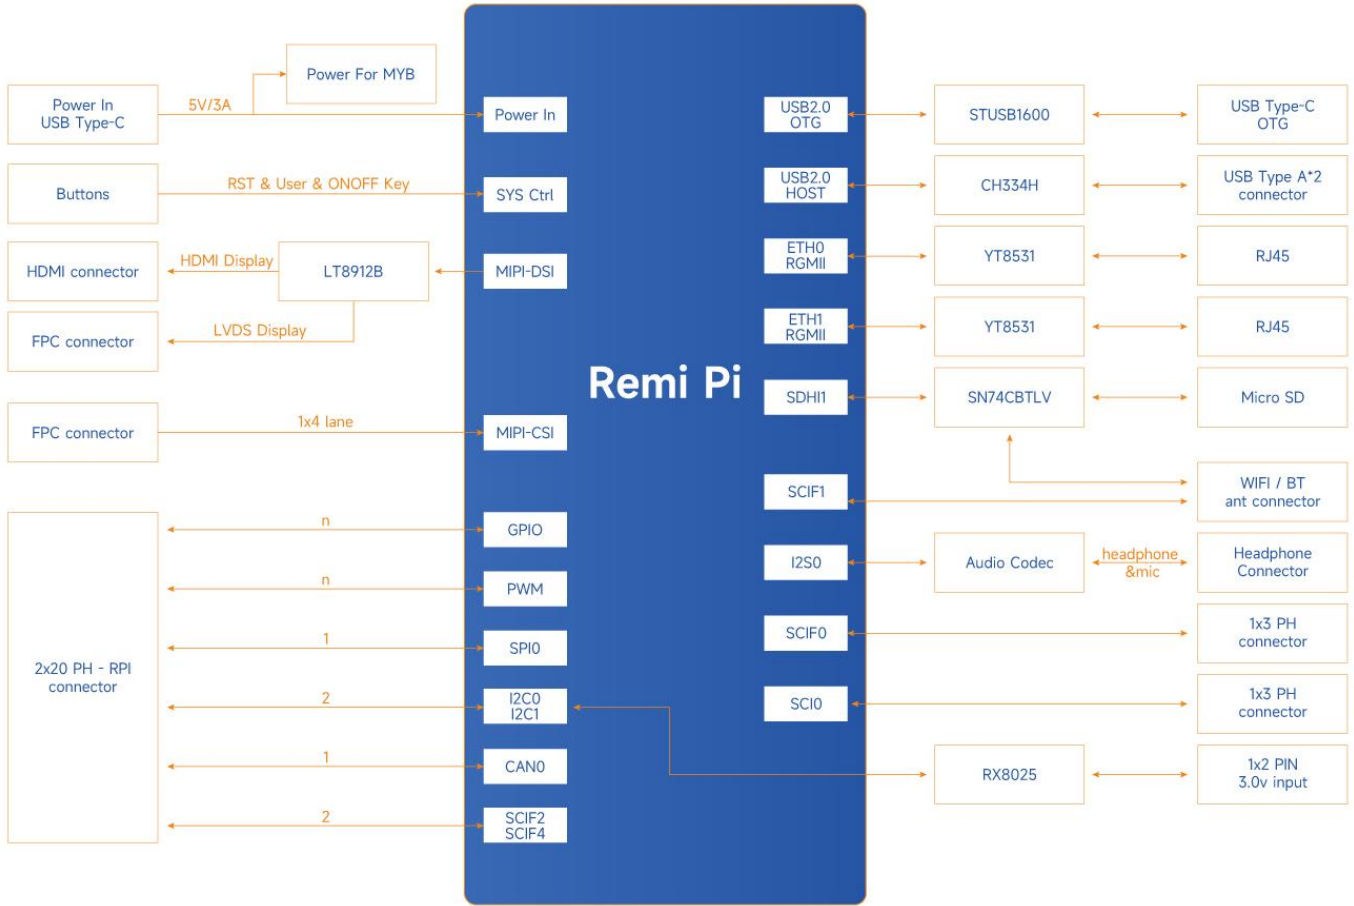 Power For MYB
Power In
USB Type-C
5V/3A
Power In
Buttons
RST & User & ONOFF Key
SYS Ctrl
HDMI connector
HDMI Display
LT8912B
MIPI-DSI
FPC connector
LVDS Display
FPC connector
1x4 lane
MIPI-CSI
2x20 PH - RPI
connector
n
GPIO
n
PWM
1
SPI0
2
I2C0
I2C1
1
CAN0
2
SCIF2
SCIF4
Remi Pi
USB2.0
OTG
STUSB1600
USB Type-C
OTG
USB2.0
HOST
CH334H
USB Type A*2
connector
ETH0
RGMII
YT8531
RJ45
ETH1
RGMII
YT8531
RJ45
SDHI1
SN74CBTLV
Micro SD
SCIF1
WIFI / BT
ant connector
I2S0
Audio Codec
headphone
&mic
Headphone
Connector
SCIF0
1x3 PH
connector
SCI0
1x3 PH
connector
RX8025
1x2 PIN
3.0v input